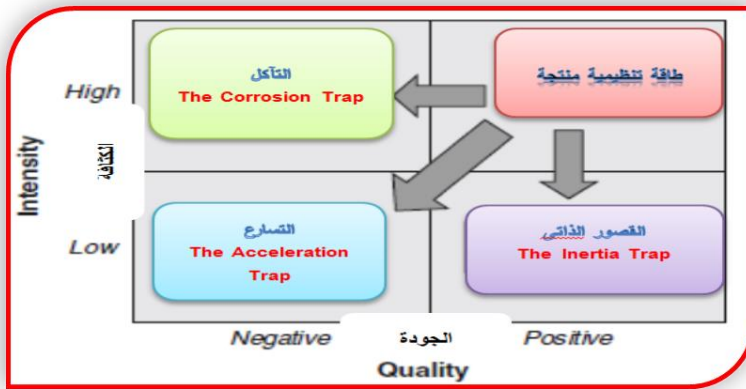 High
Intensity
الكثافة
Low
التآكل
The Corrosion Trap
طاقة تنظيمية منتجة
التسارع
The Acceleration
Trap
القصور الذاتي
The Inertia Trap
Negative
الجودة
Positive
Quality